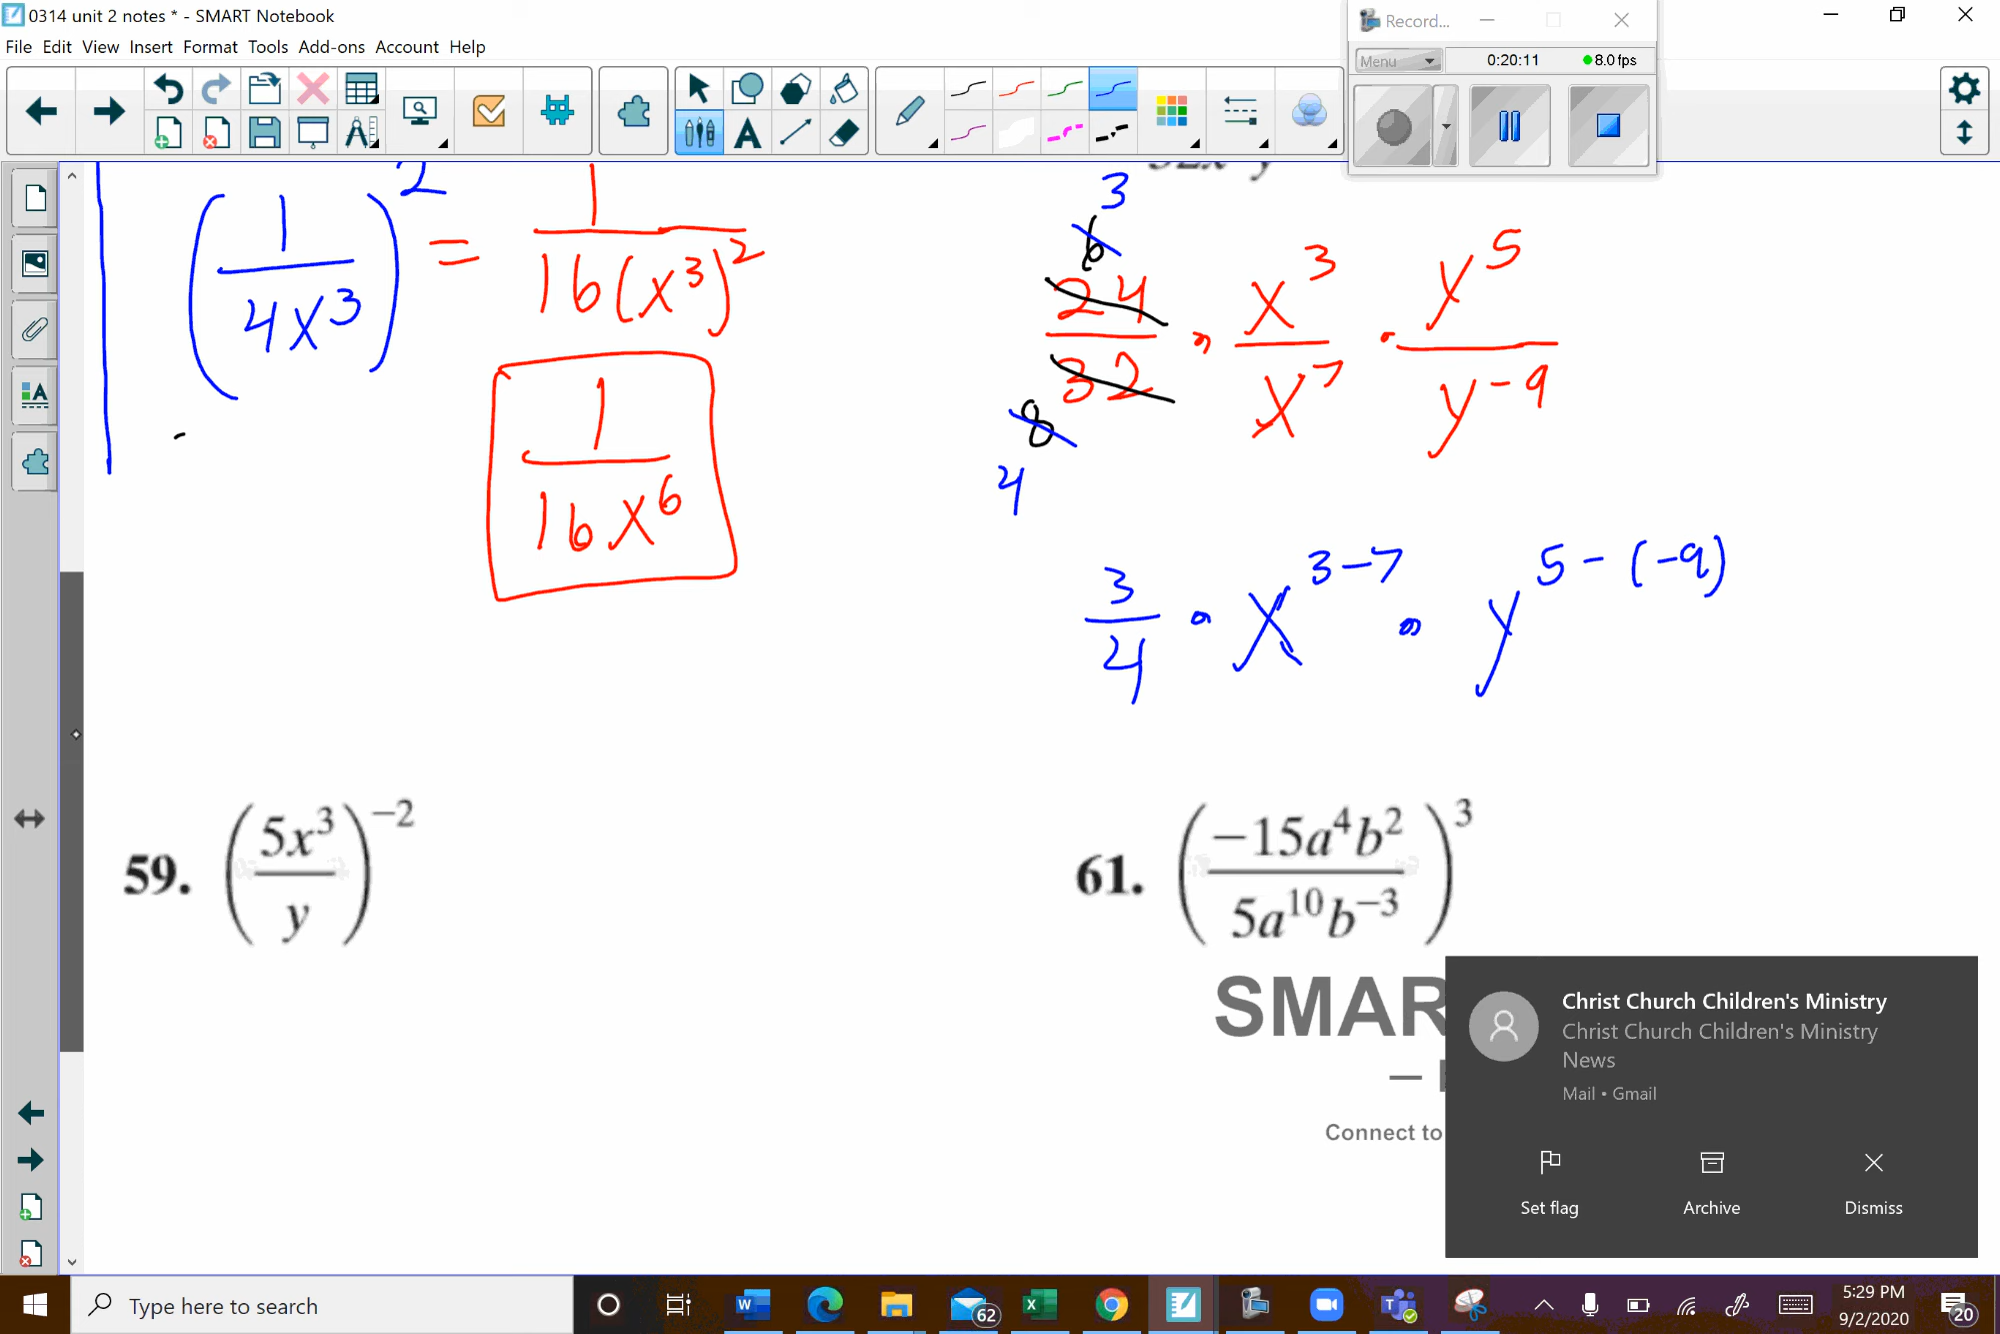 0314 unit 2 notes * - SMART Notebook
File Edit View Insert Format Tools Add-ons Account Help
Record...
Menu 0:20:11 8.0 fps
(1/4x³)² = 1/16(x³)²
1/16x⁶
3
6
24/32 · x³/x⁷ · y⁵/y⁻⁹
8
4
3/4 · x³⁻⁷ · y⁵⁻⁽⁻⁹⁾
59. (5x³/y)⁻²
61. (−15a⁴b²/5a¹⁰b⁻³)³
SMAR
Connect to
Christ Church Children's Ministry
Christ Church Children's Ministry
News
Mail • Gmail
Set flag Archive Dismiss
Type here to search
62
5:29 PM
9/2/2020
20